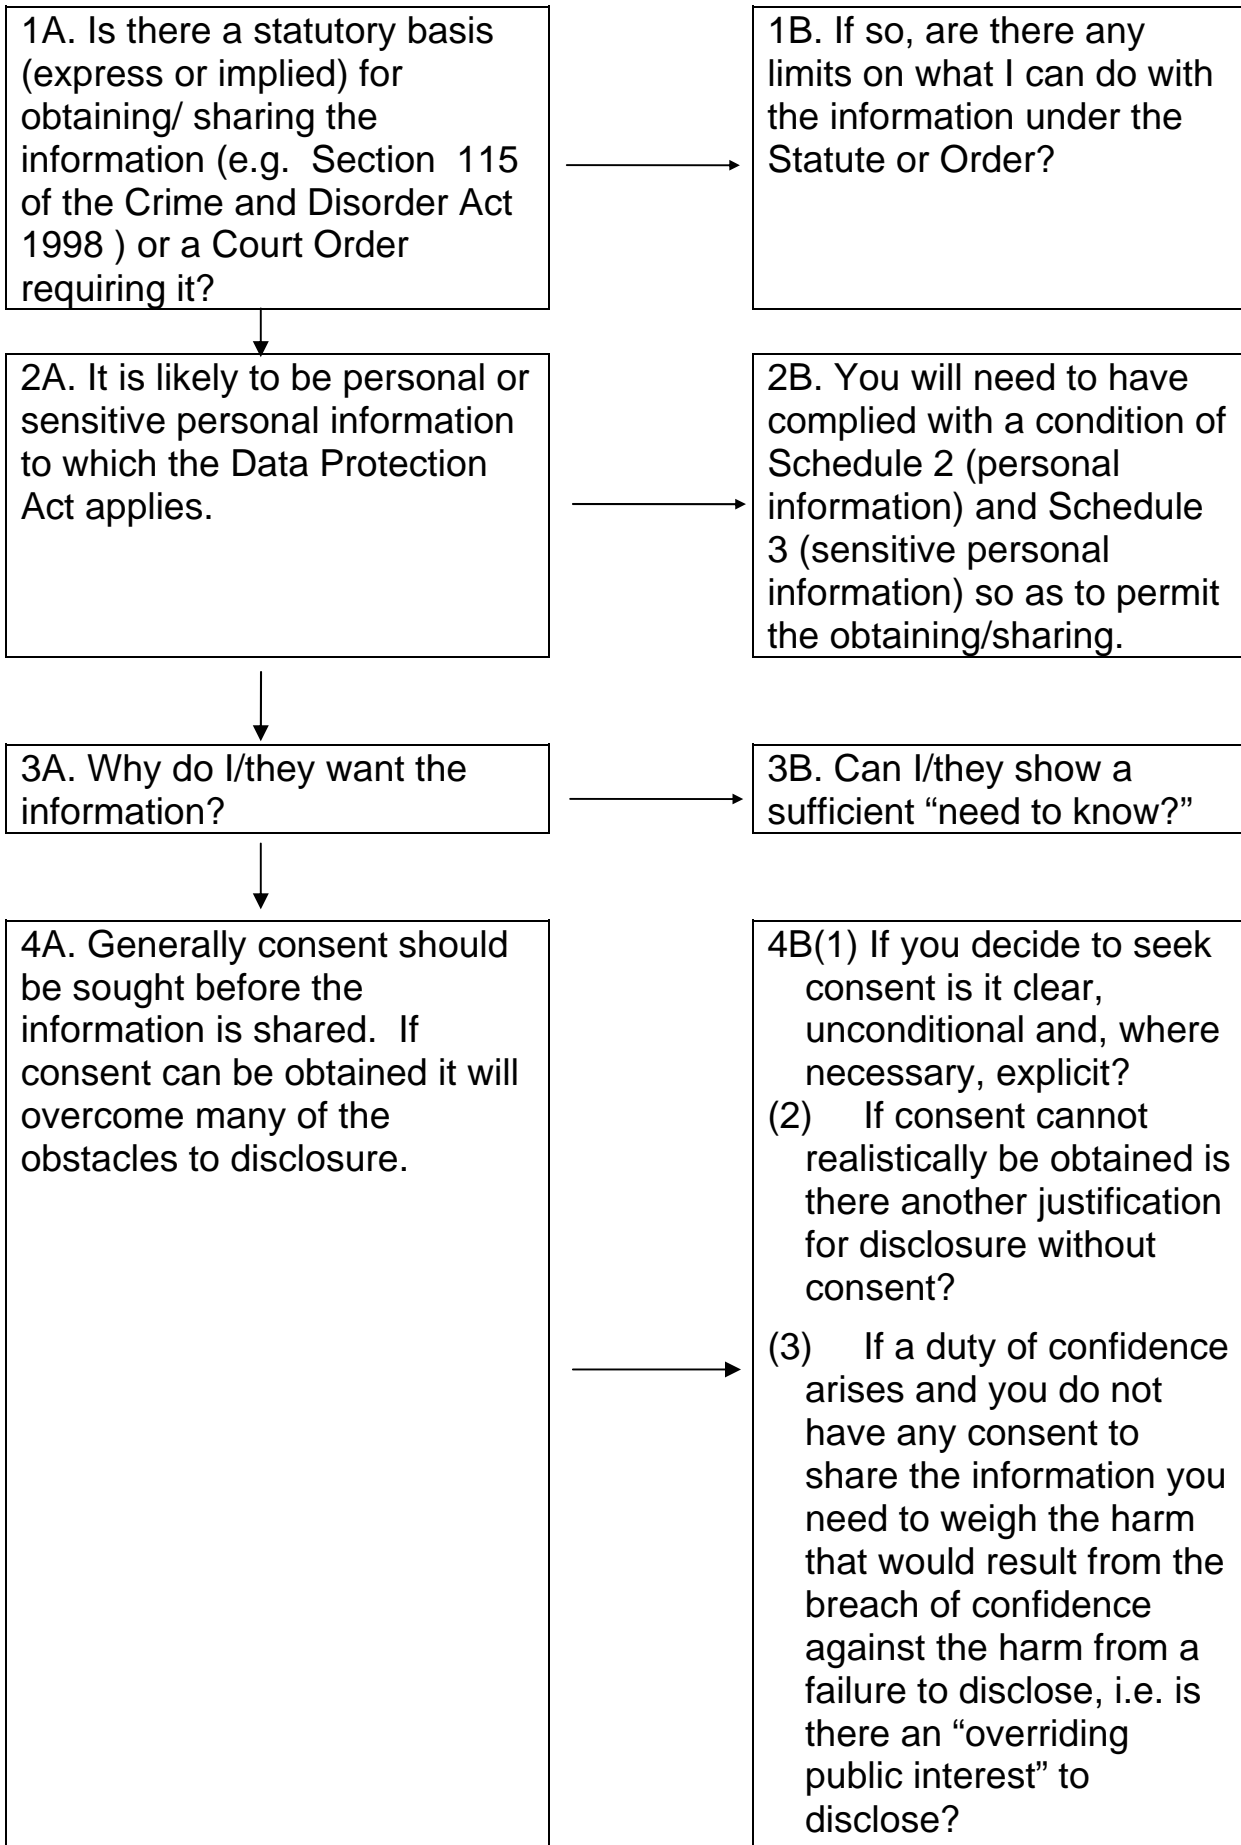 1A. Is there a statutory basis
(express or implied) for
obtaining/ sharing the
information (e.g. Section 115
of the Crime and Disorder Act
1998 ) or a Court Order
requiring it?
1B. If so, are there any
limits on what I can do with
the information under the
Statute or Order?
2A. It is likely to be personal or
sensitive personal information
to which the Data Protection
Act applies.
2B. You will need to have
complied with a condition of
Schedule 2 (personal
information) and Schedule
3 (sensitive personal
information) so as to permit
the obtaining/sharing.
3A. Why do I/they want the
information?
3B. Can I/they show a
sufficient “need to know?”
4A. Generally consent should
be sought before the
information is shared. If
consent can be obtained it will
overcome many of the
obstacles to disclosure.
4B(1) If you decide to seek
consent is it clear,
unconditional and, where
necessary, explicit?
(2) If consent cannot
realistically be obtained is
there another justification
for disclosure without
consent?
(3) If a duty of confidence
arises and you do not
have any consent to
share the information you
need to weigh the harm
that would result from the
breach of confidence
against the harm from a
failure to disclose, i.e. is
there an “overriding
public interest” to
disclose?